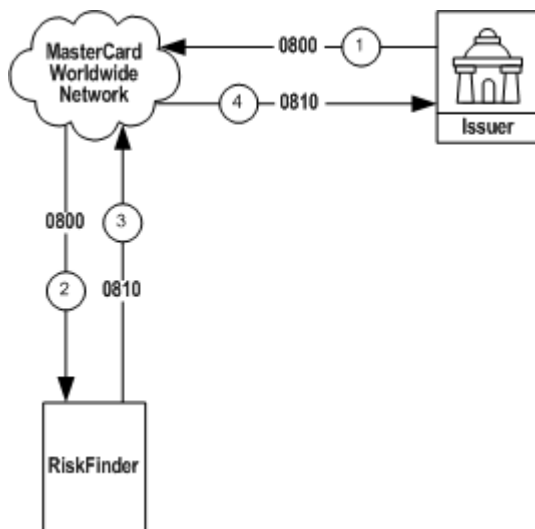 MasterCard
Worldwide
Network
0800
1
4
0810
Issuer
3
0800
2
0810
RiskFinder